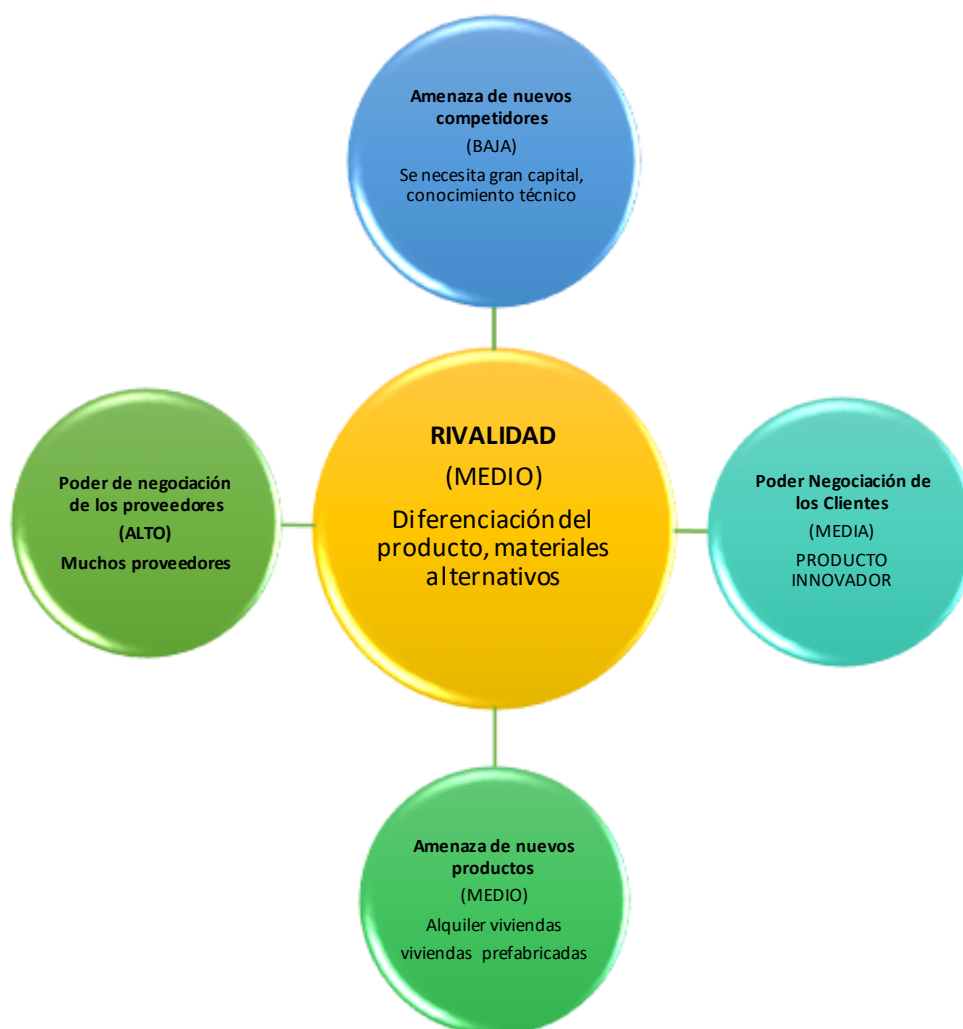 Amenaza de nuevos
competidores
(BAJA)
Se necesita gran capital,
conocimiento técnico
RIVALIDAD
(MEDIO)
Diferenciación del
producto, materiales
alternativos
Poder de negociación
de los proveedores
(ALTO)
Muchos proveedores
Poder Negociación de
los Clientes
(MEDIA)
PRODUCTO
INNOVADOR
Amenaza de nuevos
productos
(MEDIO)
Alquiler viviendas
viviendas prefabricadas